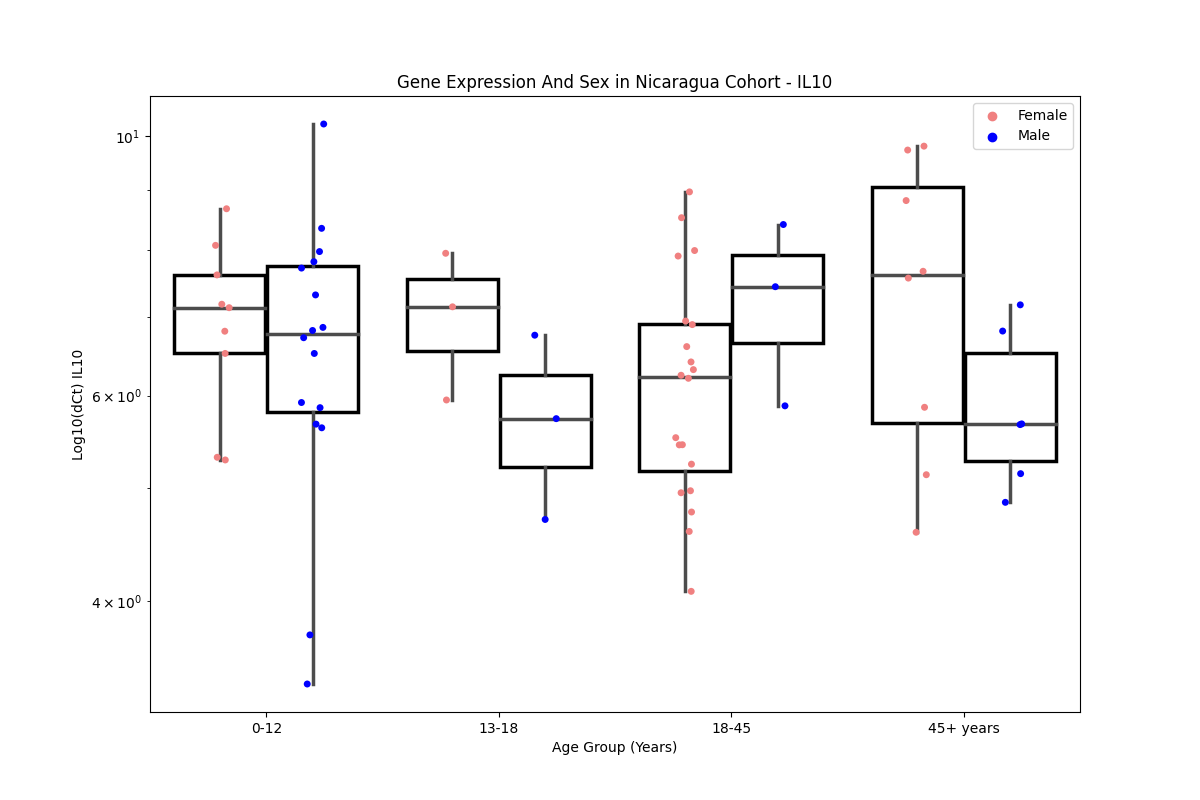 Gene Expression And Sex in Nicaragua Cohort - IL10
Female
Male
10¹
6 × 10⁰
4 × 10⁰
Log10(dCt) IL10
0-12
13-18
18-45
45+ years
Age Group (Years)